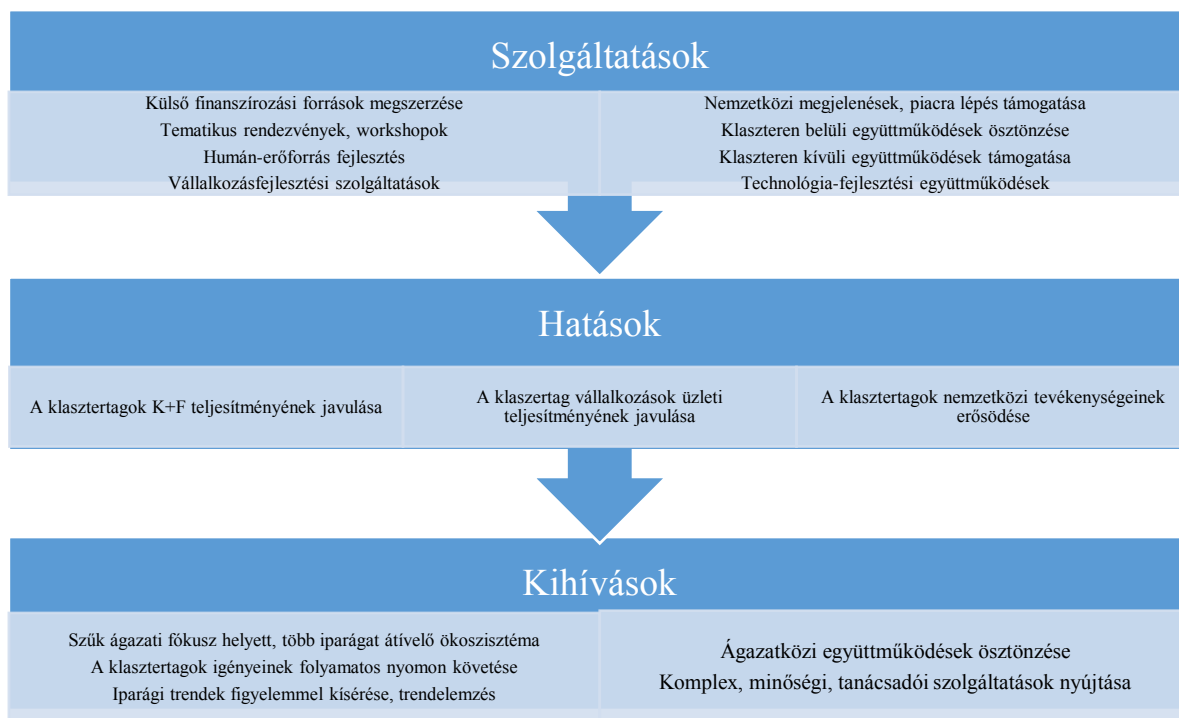 Szolgáltatások
Külső finanszírozási források megszerzése
Tematikus rendezvények, workshopok
Humán-erőforrás fejlesztés
Vállalkozásfejlesztési szolgáltatások
Nemzetközi megjelenések, piacra lépés támogatása
Klaszteren belüli együttműködések ösztönzése
Klaszteren kívüli együttműködések támogatása
Technológia-fejlesztési együttműködések
Hatások
A klasztertagok K+F teljesítményének javulása
A klaszertag vállalkozások üzleti
teljesítményének javulása
A klasztertagok nemzetközi tevékenységeinek
erősödése
Kihívások
Szűk ágazati fókusz helyett, több iparágat átívelő ökoszisztéma
A klasztertagok igényeinek folyamatos nyomon követése
Iparági trendek figyelemmel kísérése, trendelemzés
Ágazatközi együttműködések ösztönzése
Komplex, minőségi, tanácsadói szolgáltatások nyújtása